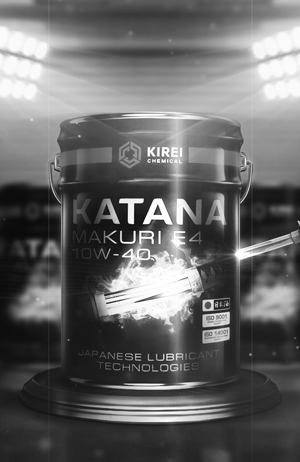 KIREI
CHEMICAL
KATANA
MAKURI E4
10W-40
ISO 9001
ISO 14001
JAPANESE LUBRICANT
TECHNOLOGIES